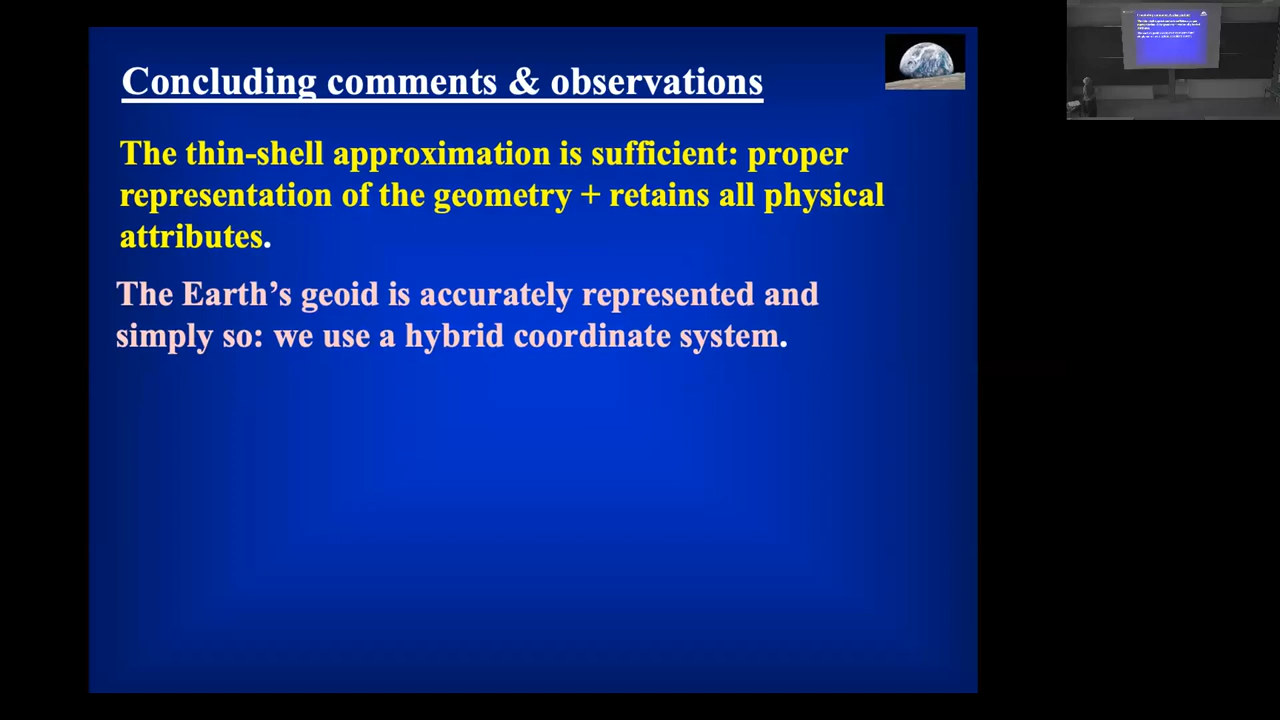 Concluding comments & observations
The thin-shell approximation is sufficient: proper
representation of the geometry + retains all physical
attributes.
The Earth’s geoid is accurately represented and
simply so: we use a hybrid coordinate system.